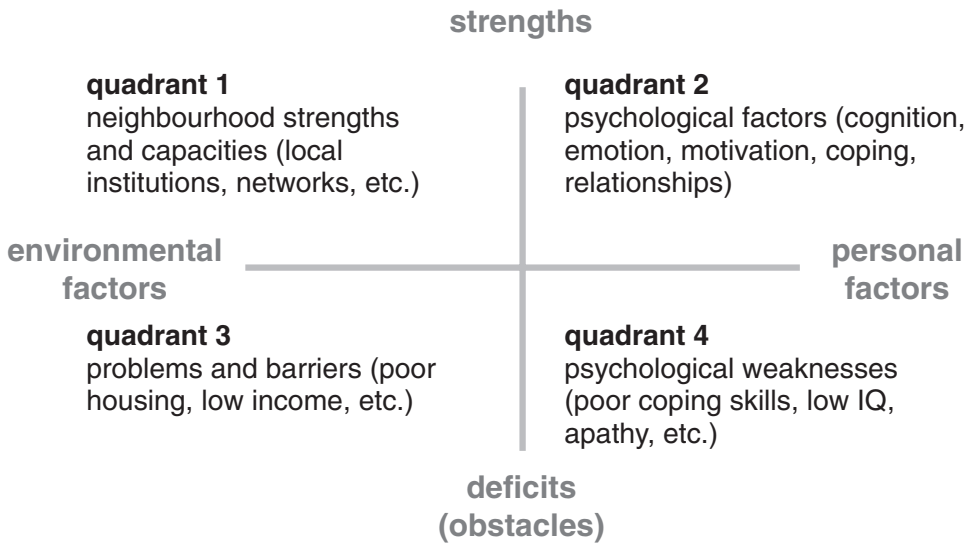 strengths
quadrant 1
neighbourhood strengths
and capacities (local
institutions, networks, etc.)
quadrant 2
psychological factors (cognition,
emotion, motivation, coping,
relationships)
environmental
factors
personal
factors
quadrant 3
problems and barriers (poor
housing, low income, etc.)
quadrant 4
psychological weaknesses
(poor coping skills, low IQ,
apathy, etc.)
deficits
(obstacles)